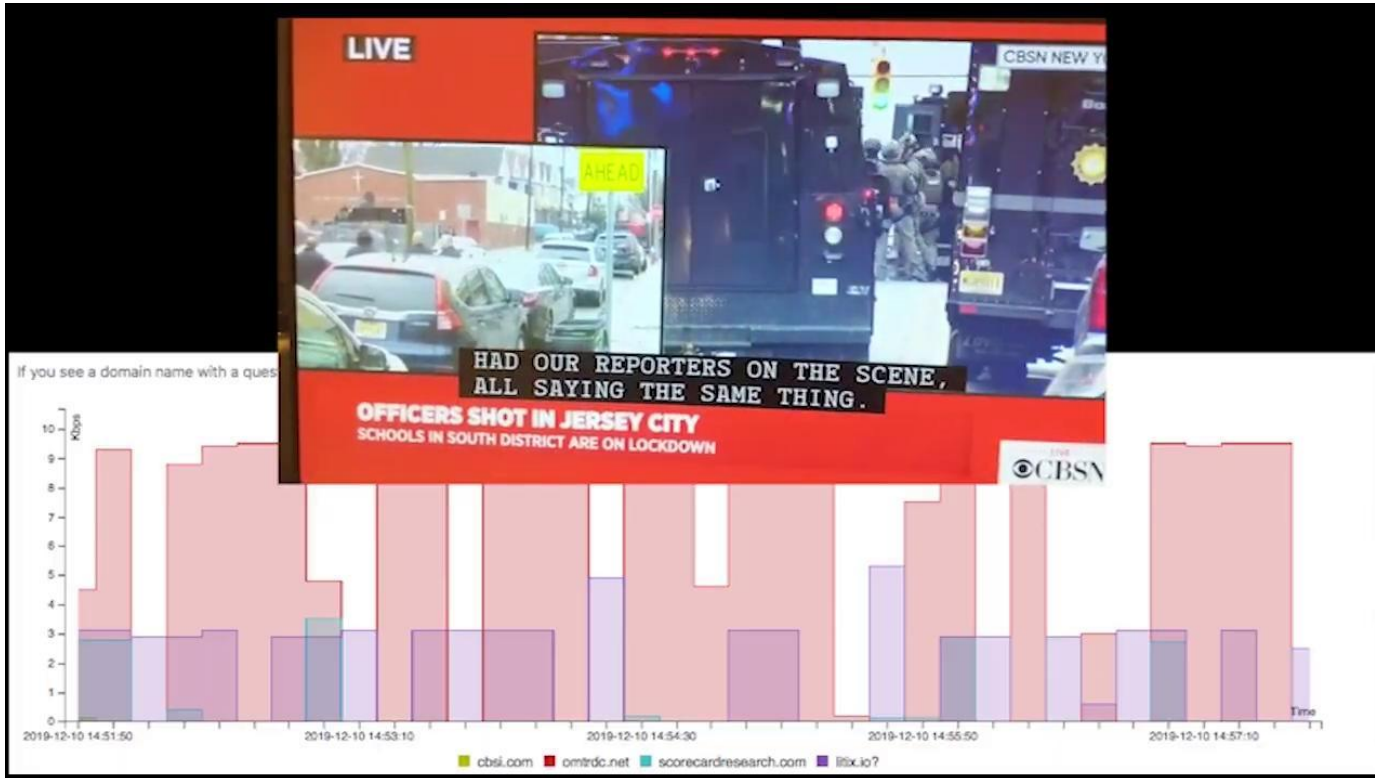 LIVE
CBSN NEW Y
AHEAD
HAD OUR REPORTERS ON THE SCENE,
ALL SAYING THE SAME THING.
OFFICERS SHOT IN JERSEY CITY
SCHOOLS IN SOUTH DISTRICT ARE ON LOCKDOWN
LIVE
CBSN
If you see a domain name with a ques
Kbps
10
9
8
7
6
5
4
3
2
1
0
Time
2019-12-10 14:51:50
2019-12-10 14:53:10
2019-12-10 14:54:30
2019-12-10 14:55:50
2019-12-10 14:57:10
cbsi.com
omtrdc.net
scorecardresearch.com
litix.io?